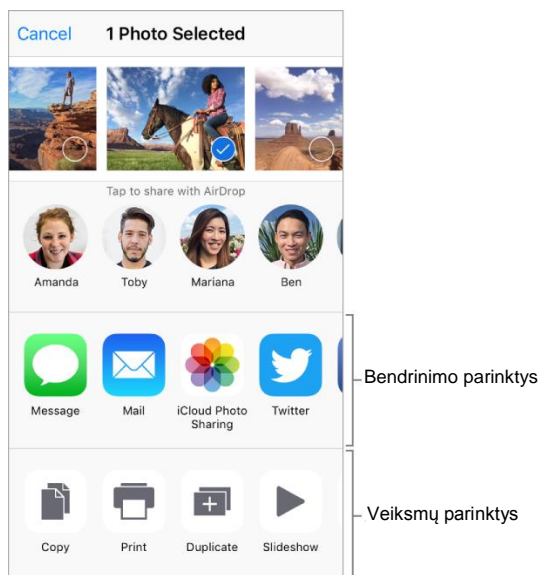 Cancel 1 Photo Selected
Tap to share with AirDrop
Amanda Toby Mariana Ben
Bendrinimo parinktys
Message Mail iCloud Photo Sharing Twitter
Veiksmų parinktys
Copy Print Duplicate Slideshow